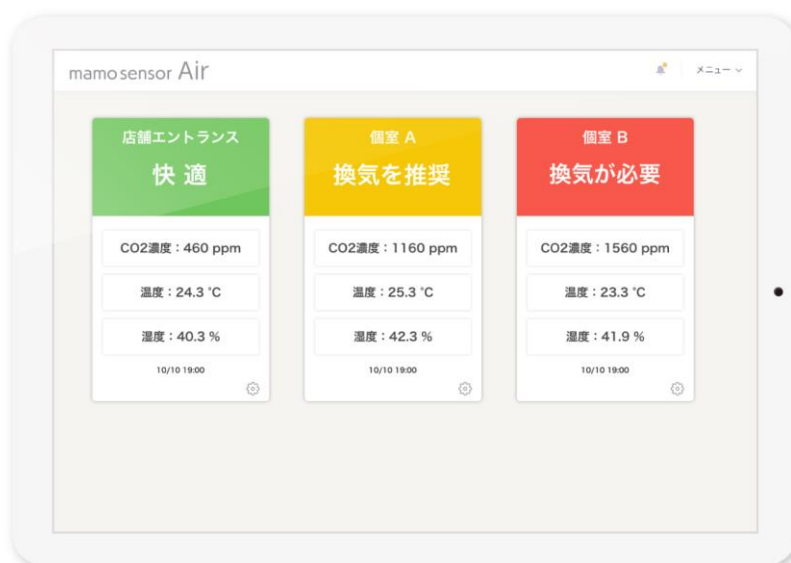 mamo sensor Air
メニュー
店舗エントランス
快適
CO2濃度：460 ppm
温度：24.3 ℃
湿度：40.3 %
10/10 19:00
個室 A
換気を推奨
CO2濃度：1160 ppm
温度：25.3 ℃
湿度：42.3 %
10/10 19:00
個室 B
換気が必要
CO2濃度：1560 ppm
温度：23.3 ℃
湿度：41.9 %
10/10 19:00